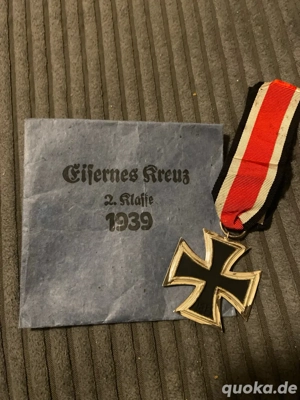 Eisernes Kreuz
2. Klasse
1939
quoka.de